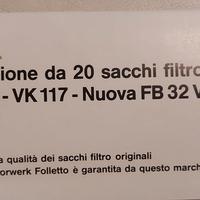 ione da 20 sacchi filtro
- VK 117 - Nuova FB 32 V
a qualità dei sacchi filtro originali
orwerk Folletto è garantita da questo march